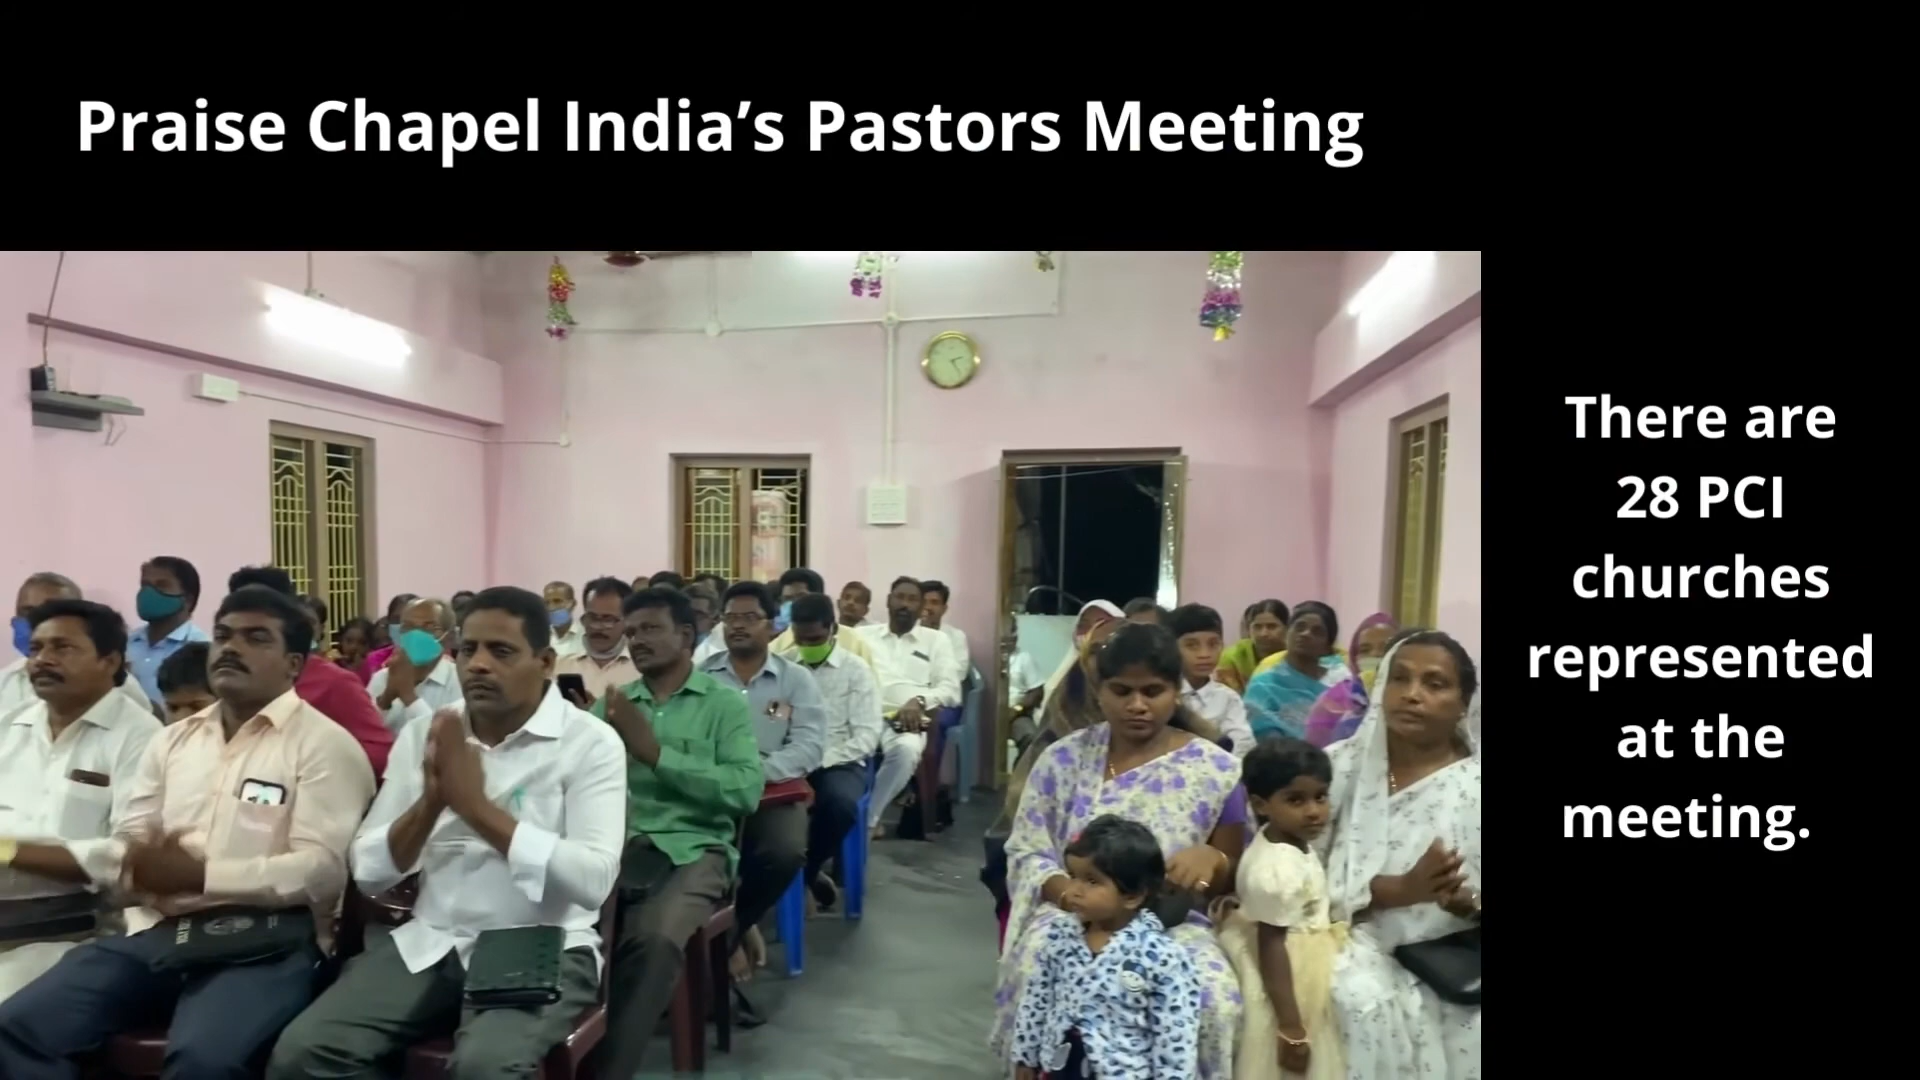 Praise Chapel India’s Pastors Meeting
There are
28 PCI
churches
represented
at the
meeting.